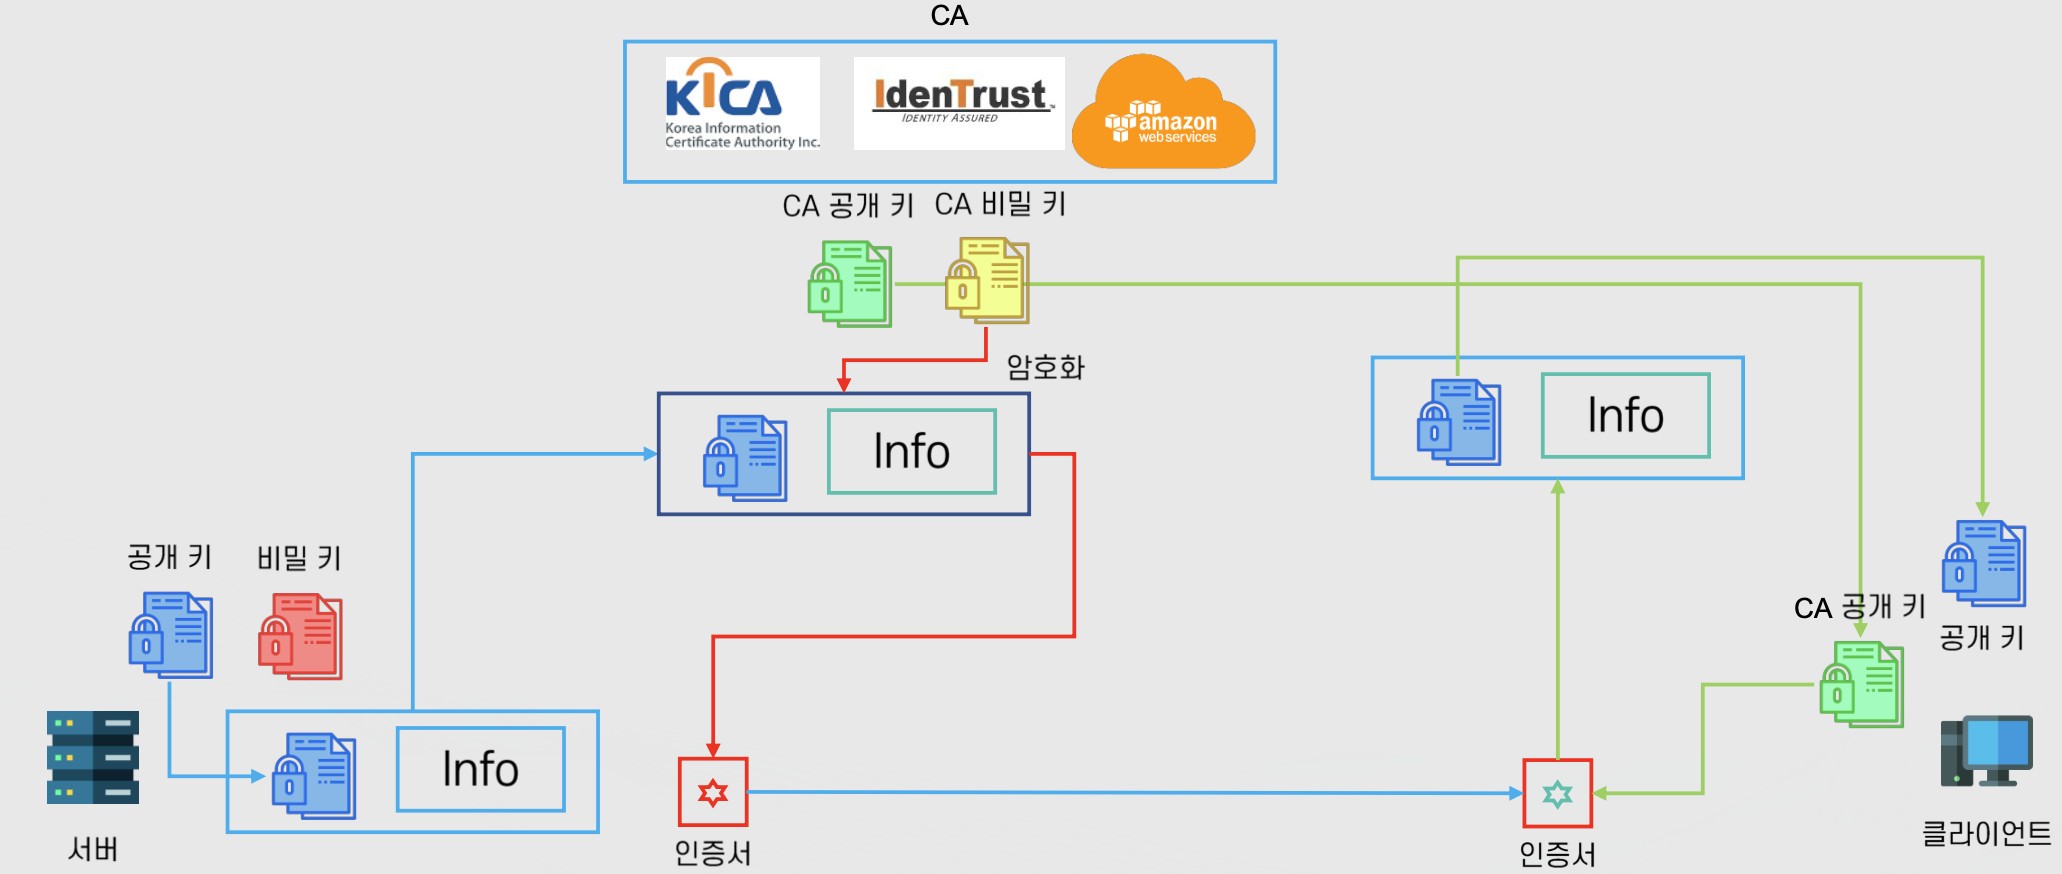 CA
KICA
Korea Information
Certificate Authority Inc.
IdenTrust™
IDENTITY ASSURED
amazon
web services
CA 공개 키
CA 비밀 키
암호화
Info
Info
공개 키
비밀 키
CA 공개 키
공개 키
Info
서버
인증서
인증서
클라이언트